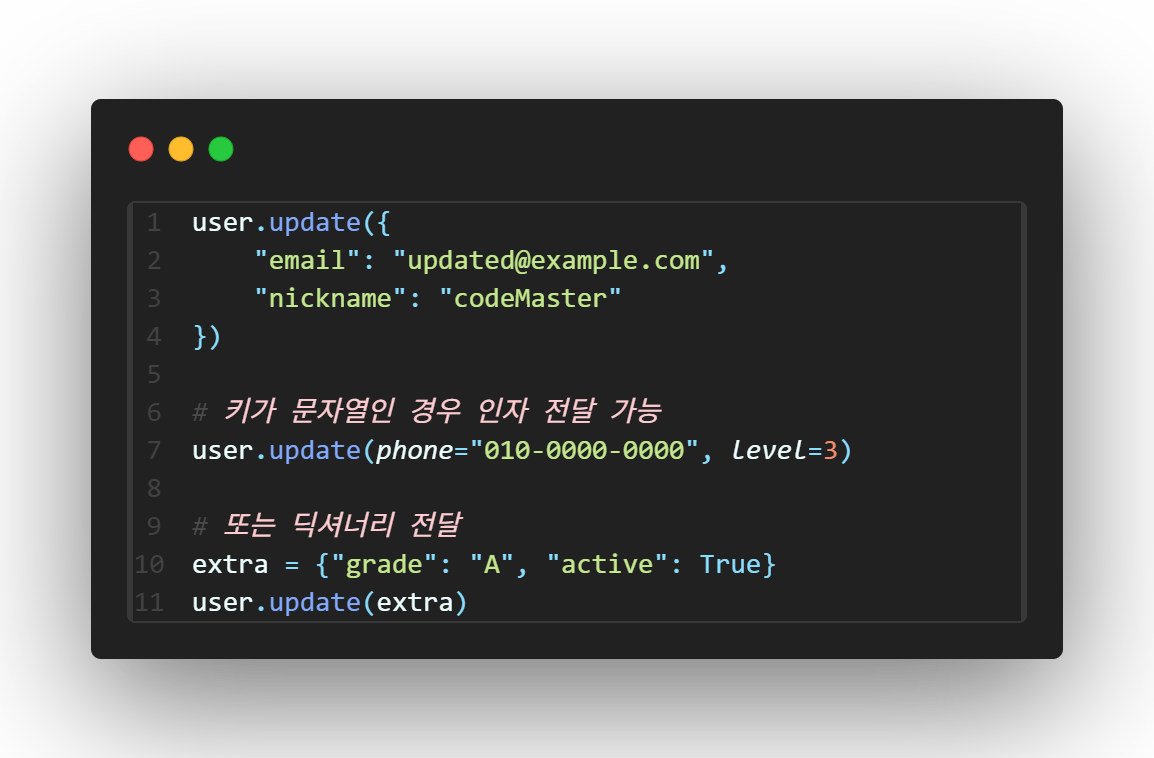 1 user.update({
2     "email": "updated@example.com",
3     "nickname": "codeMaster"
4 })
5
6 # 키가 문자열인 경우 인자 전달 가능
7 user.update(phone="010-0000-0000", level=3)
8
9 # 또는 딕셔너리 전달
10 extra = {"grade": "A", "active": True}
11 user.update(extra)